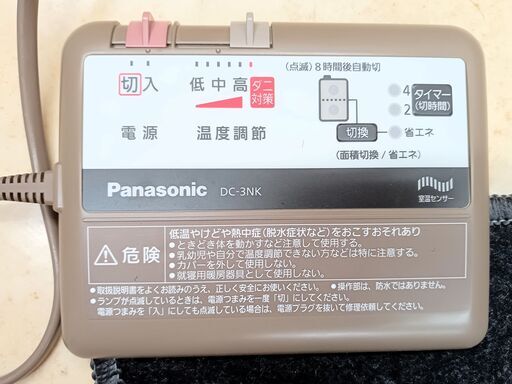 (点滅)8時間後自動切
切 入
低 中 高 ダニ対策
4
2
タイマー
(切時間)
電源
温度調節
切換
省エネ
(面積切換/省エネ)
Panasonic
DC-3NK
室温センサー
危険
低温やけどや熱中症(脱水症状など)をおこすおそれあり
●ときどき体を動かすなど注意して使用する。
●乳幼児や自分で温度調節できない方などは特に注意する。
●カバーを外して使用しない。
●就寝用暖房器具として使用しない。
●取扱説明書をよくお読みのうえ、正しく安全にお使いください。 ●操作部は、防水ではありません。
●ランプが点滅しているときは、電源つまみを一度「切」にしてください。
電源つまみを「入」にしても点滅している場合は、電源プラグを抜いて修理依頼してください。